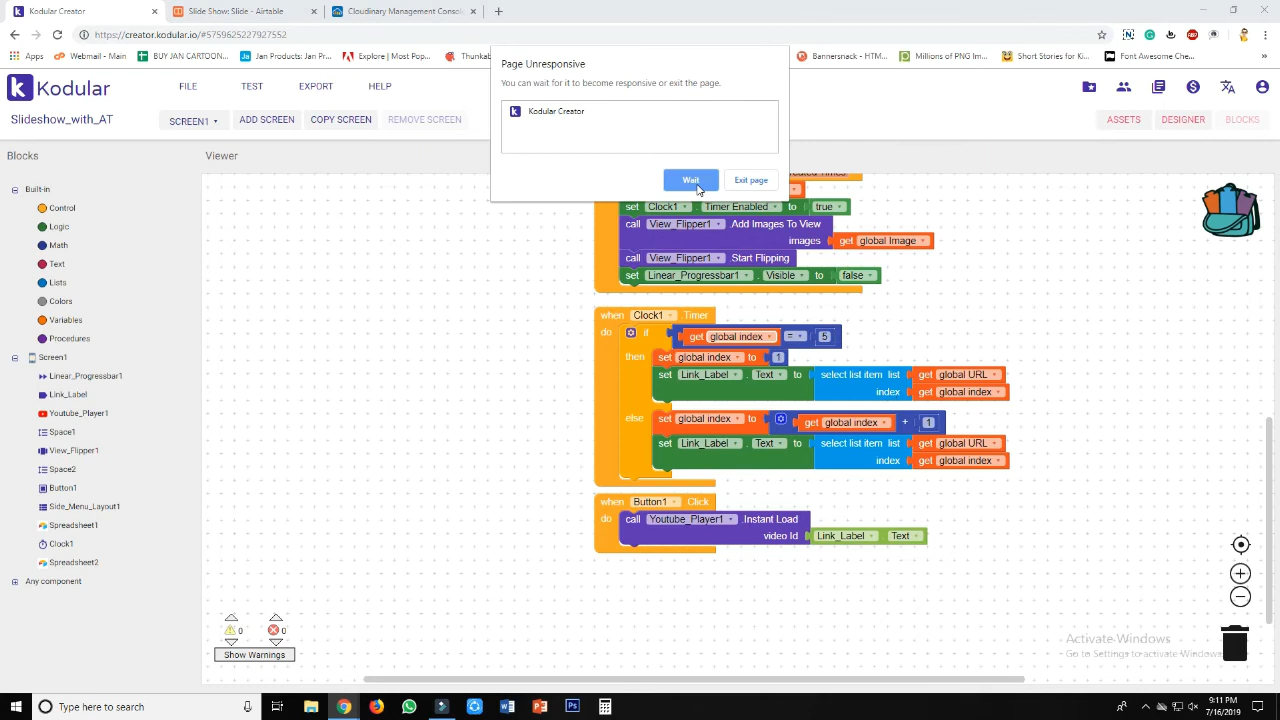 Kodular Creator
Slide Show: Slide - Airtable
Cloudinary Management Consol
https://creator.kodular.io/#5759625227927552
Apps
Webmail - Main
BUY JAN CARTOON
Jan Products: Jan Pro...
Explore | Most Pop...
Thunka
Bannersnack - HTM...
Millions of PNG Im...
Short Stories for Ki...
Font Awesome Che...
Page Unresponsive
You can wait for it to become responsive or exit the page.
Kodular Creator
Wait
Exit page
Kodular
FILE
TEST
EXPORT
HELP
Slideshow_with_AT
SCREEN1
ADD SCREEN
COPY SCREEN
REMOVE SCREEN
ASSETS
DESIGNER
BLOCKS
Blocks
Viewer
Built-in
Control
Logic
Math
Text
Lists
Colors
Variables
Procedures
Screen1
Linear_Progressbar1
Link_Label
Youtube_Player1
Space1
View_Flipper1
Space2
Button1
Side_Menu_Layout1
Spreadsheet1
Clock1
Spreadsheet2
Any component
set Clock1 . Timer Enabled to true
call View_Flipper1 .Add Images To View
images get global Image
call View_Flipper1 .Start Flipping
set Linear_Progressbar1 . Visible to false
when Clock1 .Timer
do if get global index = 5
then set global index to 1
set Link_Label . Text to select list item list get global URL
index get global index
else set global index to get global index + 1
set Link_Label . Text to select list item list get global URL
index get global index
when Button1 .Click
do call Youtube_Player1 .Instant Load
video Id Link_Label . Text
0 0
Show Warnings
Activate Windows
Go to Settings to activate Windows.
Type here to search
9:11 PM
7/16/2019